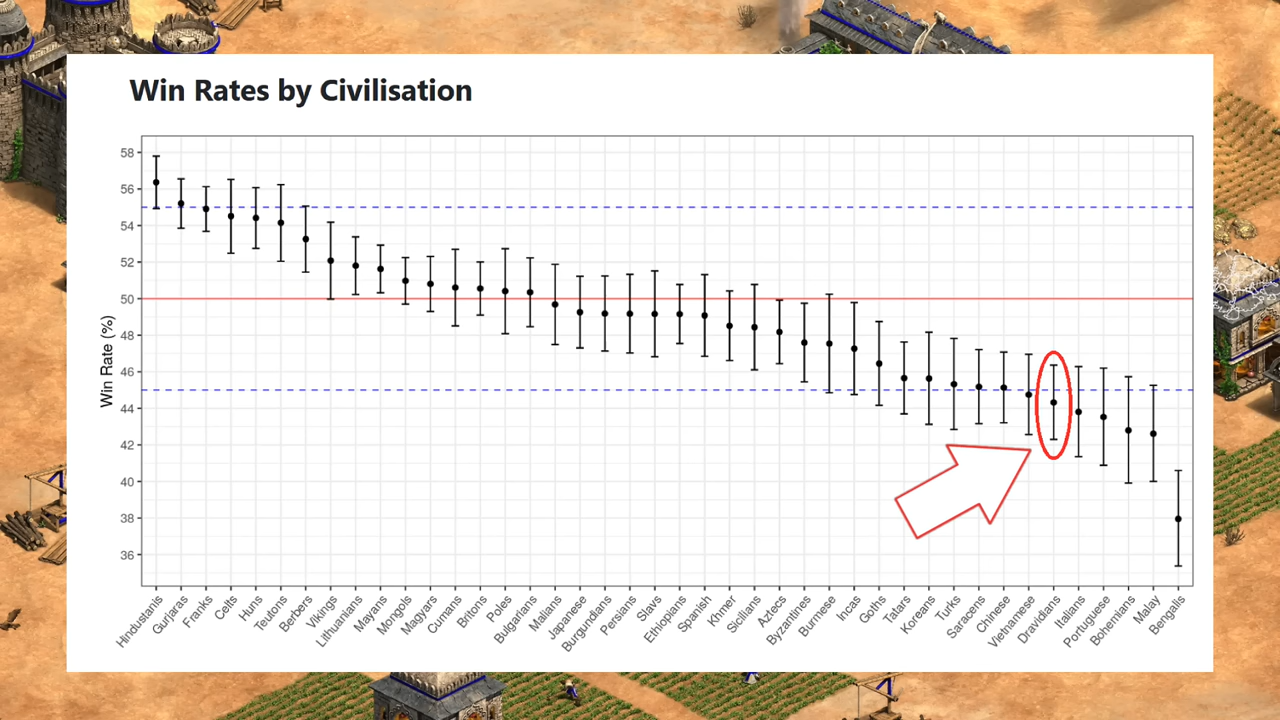 Win Rates by Civilisation
Win Rate (%)
58
56
54
52
50
48
46
44
42
40
38
36
Hindustanis
Gurjaras
Franks
Celts
Huns
Teutons
Berbers
Vikings
Lithuanians
Mayans
Mongols
Magyars
Cumans
Britons
Poles
Bulgarians
Malians
Japanese
Burgundians
Persians
Slavs
Ethiopians
Spanish
Khmer
Sicilians
Aztecs
Byzantines
Burmese
Incas
Goths
Tatars
Koreans
Turks
Saracens
Chinese
Vietnamese
Dravidians
Italians
Portuguese
Bohemians
Malay
Bengalis